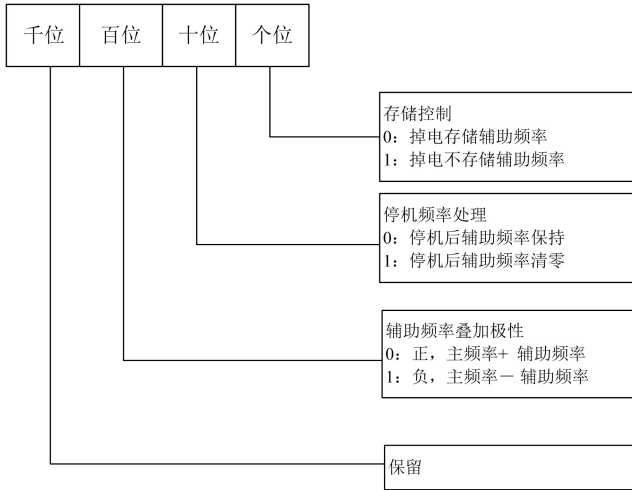 千位 百位 十位 个位
存储控制
0：掉电存储辅助频率
1：掉电不存储辅助频率
停机频率处理
0：停机后辅助频率保持
1：停机后辅助频率清零
辅助频率叠加极性
0：正，主频率+ 辅助频率
1：负，主频率－ 辅助频率
保留